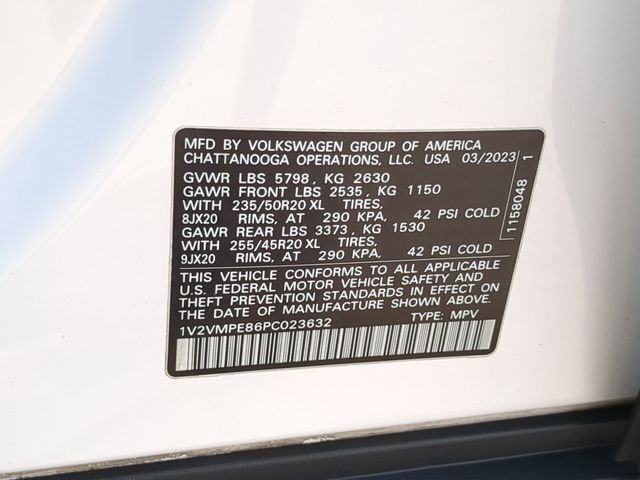 MFD BY VOLKSWAGEN GROUP OF AMERICA
CHATTANOOGA OPERATIONS, LLC. USA 03/2023
GVWR LBS 5798, KG 2630
GAWR FRONT LBS 2535, KG 1150
WITH 235/50R20 XL TIRES,
8JX20 RIMS, AT 290 KPA, 42 PSI COLD
GAWR REAR LBS 3373, KG 1530
WITH 255/45R20 XL TIRES,
9JX20 RIMS, AT 290 KPA, 42 PSI COLD
THIS VEHICLE CONFORMS TO ALL APPLICABLE
U.S. FEDERAL MOTOR VEHICLE SAFETY AND
THEFT PREVENTION STANDARDS IN EFFECT ON
THE DATE OF MANUFACTURE SHOWN ABOVE.
1V2VMPE86PC023632 TYPE: MPV
1158048 1